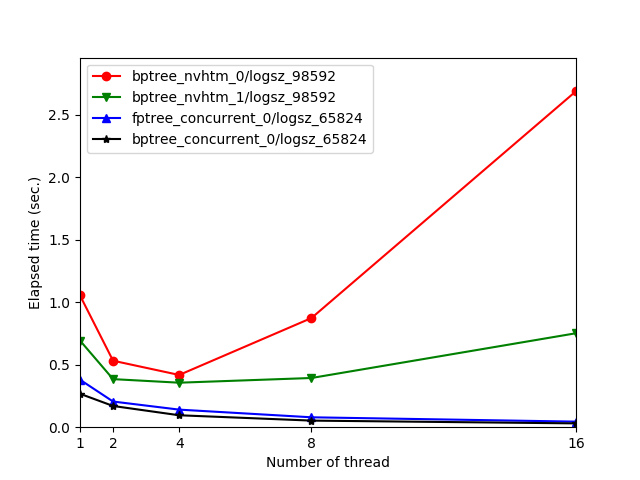 bptree_nvhtm_0/logsz_98592
bptree_nvhtm_1/logsz_98592
fptree_concurrent_0/logsz_65824
bptree_concurrent_0/logsz_65824
Elapsed time (sec.)
2.5
2.0
1.5
1.0
0.5
0.0
1 2 4 8 16
Number of thread